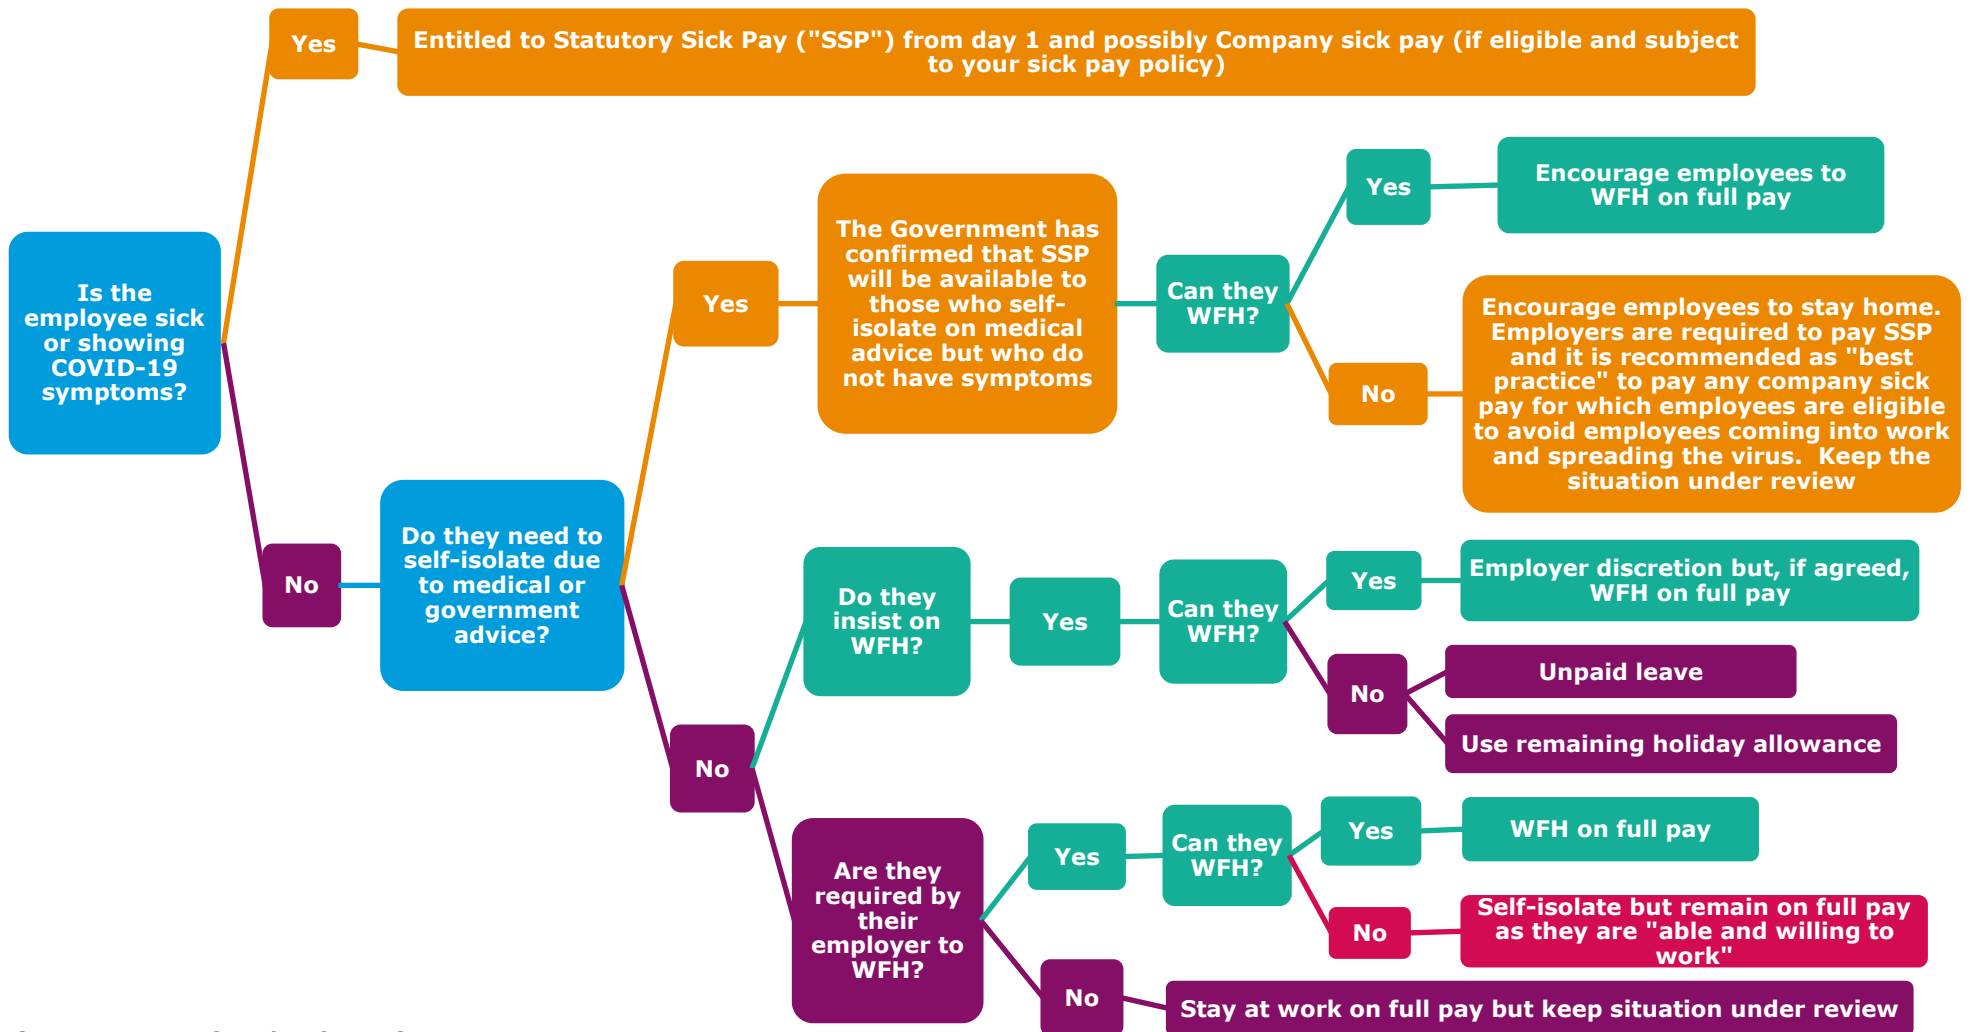 Yes
Entitled to Statutory Sick Pay ("SSP") from day 1 and possibly Company sick pay (if eligible and subject
to your sick pay policy)
Is the
employee sick
or showing
COVID-19
symptoms?
No
Do they need to
self-isolate due
to medical or
government
advice?
Yes
The Government has
confirmed that SSP
will be available to
those who self-
isolate on medical
advice but who do
not have symptoms
Can they
WFH?
Yes
Encourage employees to
WFH on full pay
No
Encourage employees to stay home.
Employers are required to pay SSP
and it is recommended as "best
practice" to pay any company sick
pay for which employees are eligible
to avoid employees coming into work
and spreading the virus.  Keep the
situation under review
No
Do they
insist on
WFH?
Yes
Can they
WFH?
Yes
Employer discretion but, if agreed,
WFH on full pay
No
Unpaid leave
Use remaining holiday allowance
Are they
required by
their
employer to
WFH?
Yes
Can they
WFH?
Yes
WFH on full pay
No
Self-isolate but remain on full pay
as they are "able and willing to
work"
No
Stay at work on full pay but keep situation under review